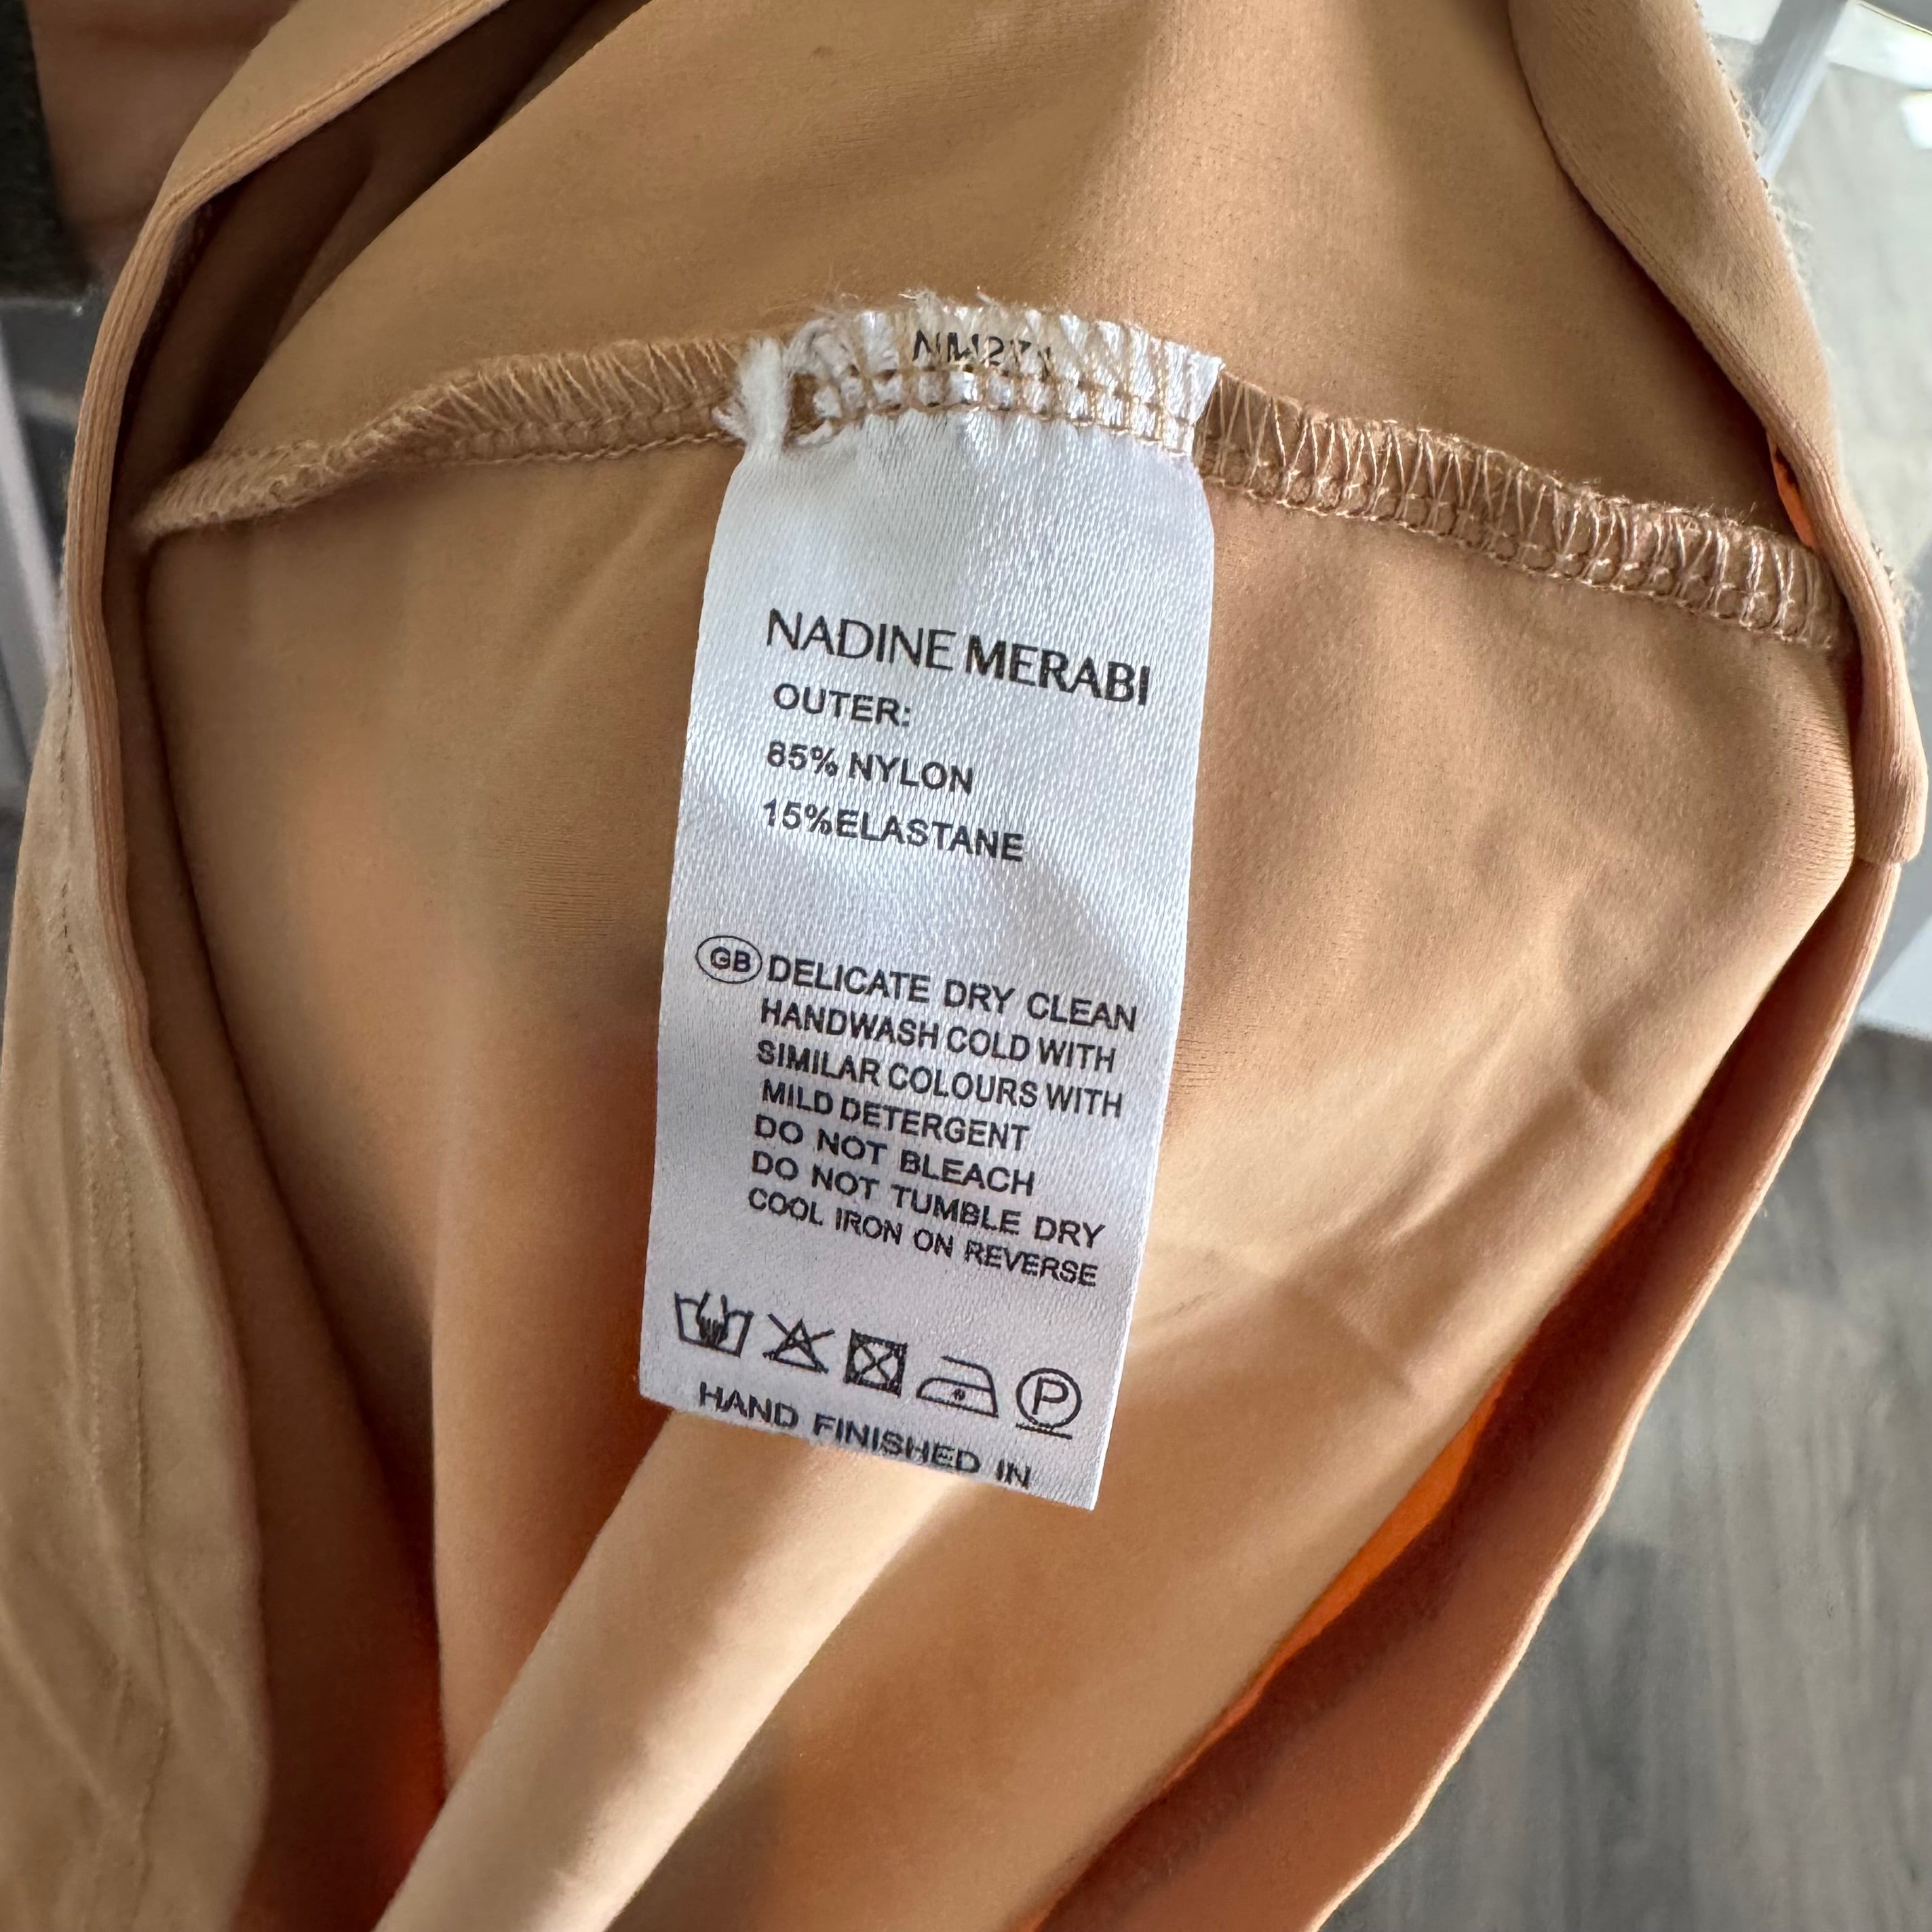 NADINE MERABI
OUTER:
85% NYLON
15%ELASTANE
GB DELICATE DRY CLEAN
HANDWASH COLD WITH
SIMILAR COLOURS WITH
MILD DETERGENT
DO NOT BLEACH
DO NOT TUMBLE DRY
COOL IRON ON REVERSE
P
HAND FINISHED IN